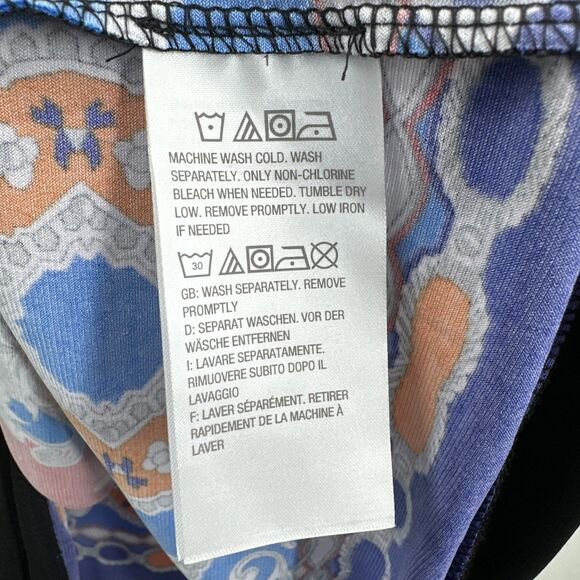 1
MACHINE WASH COLD. WASH
SEPARATELY. ONLY NON-CHLORINE
BLEACH WHEN NEEDED. TUMBLE DRY
LOW. REMOVE PROMPTLY. LOW IRON
IF NEEDED
30
GB: WASH SEPARATELY. REMOVE
PROMPTLY
D: SEPARAT WASCHEN. VOR DER
WÄSCHE ENTFERNEN
I: LAVARE SEPARATAMENTE.
RIMUOVERE SUBITO DOPO IL
LAVAGGIO
F: LAVER SÉPARÉMENT. RETIRER
RAPIDEMENT DE LA MACHINE À
LAVER